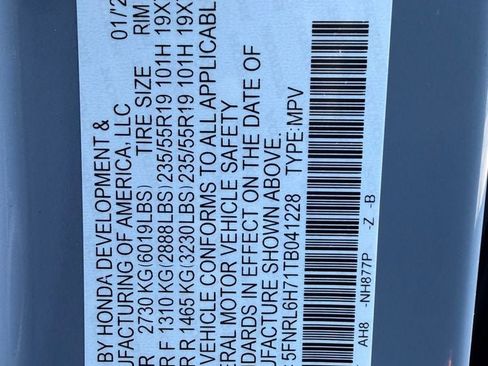 BY HONDA DEVELOPMENT & 01/'2
UFACTURING OF AMERICA, LLC
R 2730 KG(6019LBS) TIRE SIZE RIM
R F 1310 KG(2888LBS) 235/55R19 101H 19X
R R 1465 KG(3230LBS) 235/55R19 101H 19X
VEHICLE CONFORMS TO ALL APPLICABL
ERAL MOTOR VEHICLE SAFETY
NDARDS IN EFFECT ON THE DATE OF
UFACTURE SHOWN ABOVE.
: 5FNRL6H71TB041228 TYPE:MPV
AH8 -NH877P -Z -B